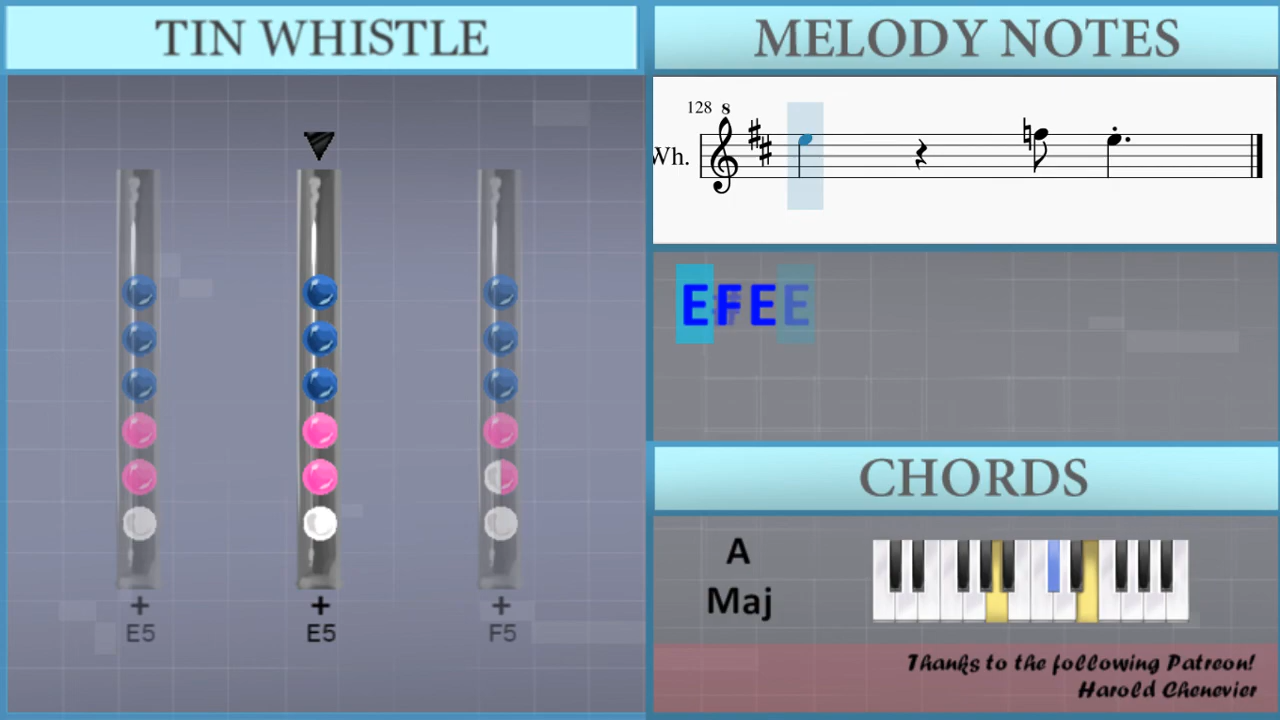 TIN WHISTLE
+ + +
E5 E5 F5
MELODY NOTES
128 8
Wh.
EFEE
CHORDS
A
Maj
Thanks to the following Patreon!
Harold Chenevier